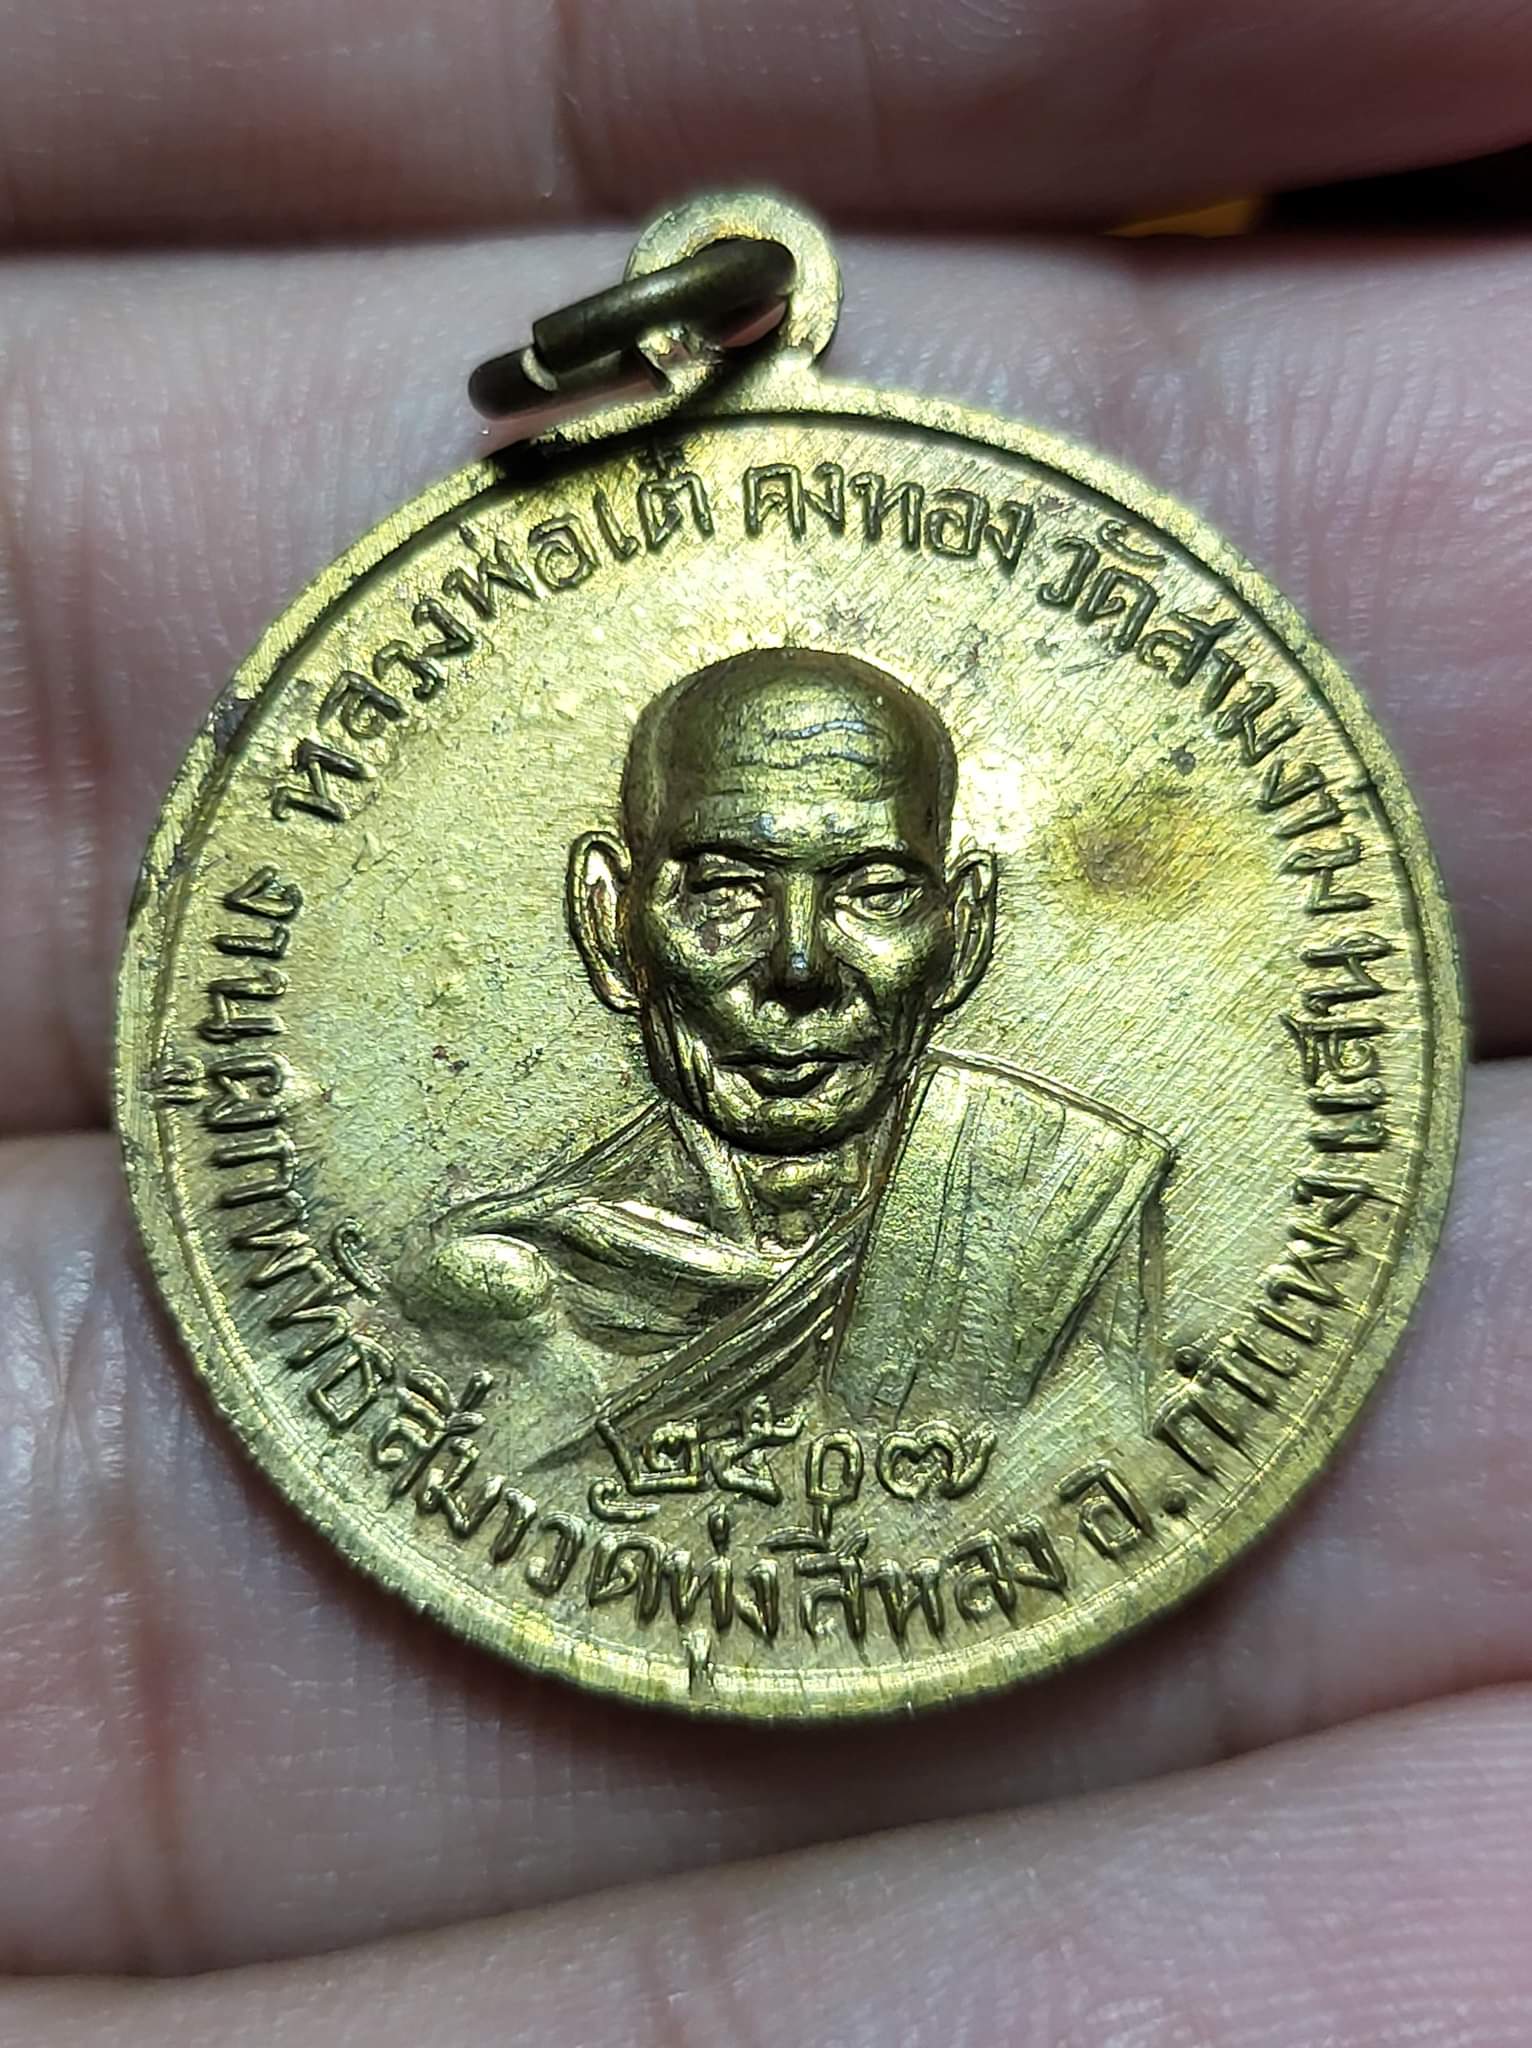 หลวงพ่อเต๋ คงทอง วัดสามงาม
งานผูกพัทธสีมาวัดทุ่งสีหลง อ.กำแพงแสน
๒๕๐๗